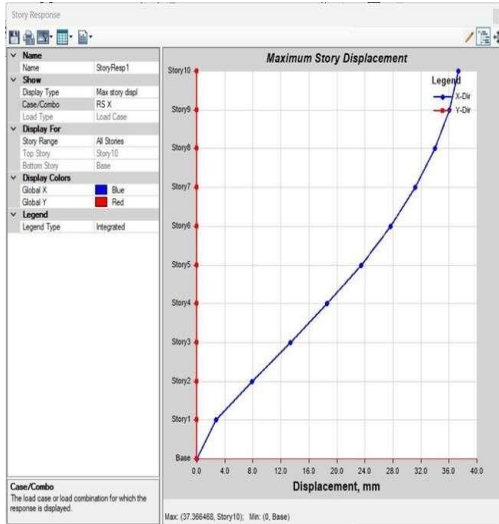 Story Response
Name
Name StoryResp1
Show
Display Type Max story displ
Case/Combo RS X
Load Type Load Case
Display For
Story Range All Stories
Top Story Story10
Bottom Story Base
Display Colors
Global X Blue
Global Y Red
Legend
Legend Type Integrated
Case/Combo
The load case or load combination for which the
response is displayed.
Maximum Story Displacement
Legend
X-Dir
Y-Dir
Story10
Story9
Story8
Story7
Story6
Story5
Story4
Story3
Story2
Story1
Base
0.0 4.0 8.0 12.0 16.0 20.0 24.0 28.0 32.0 36.0 40.0
Displacement, mm
Max: (37.366468, Story10); Min: (0, Base)